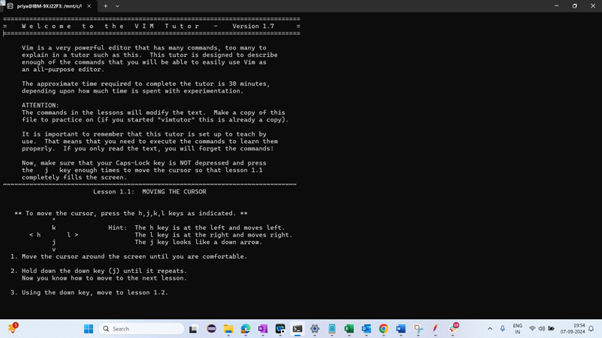 priya@IBM-9XJ22F3: /mnt/c/
================================================================
=    W e l c o m e   t o   t h e   V I M   T u t o r    -    Version 1.7      =
================================================================
Vim is a very powerful editor that has many commands, too many to
explain in a tutor such as this.  This tutor is designed to describe
enough of the commands that you will be able to easily use Vim as
an all-purpose editor.
The approximate time required to complete the tutor is 30 minutes,
depending upon how much time is spent with experimentation.
ATTENTION:
The commands in the lessons will modify the text.  Make a copy of this
file to practice on (if you started "vimtutor" this is already a copy).
It is important to remember that this tutor is set up to teach by
use.  That means that you need to execute the commands to learn them
properly.  If you only read the text, you will forget the commands!
Now, make sure that your Caps-Lock key is NOT depressed and press
the   j   key enough times to move the cursor so that lesson 1.1
completely fills the screen.
~~~~~~~~~~~~~~~~~~~~~~~~~~~~~~~~~~~~~~~~~~~~~~~~~~~~~~~~~~~~~~~~
Lesson 1.1:  MOVING THE CURSOR
** To move the cursor, press the h,j,k,l keys as indicated. **
^
k              Hint:  The h key is at the left and moves left.
< h       l >               The l key is at the right and moves right.
j                     The j key looks like a down arrow.
v
1. Move the cursor around the screen until you are comfortable.
2. Hold down the down key (j) until it repeats.
Now you know how to move to the next lesson.
3. Using the down key, move to lesson 1.2.
Search
ENG
IN
19:54
07-09-2024